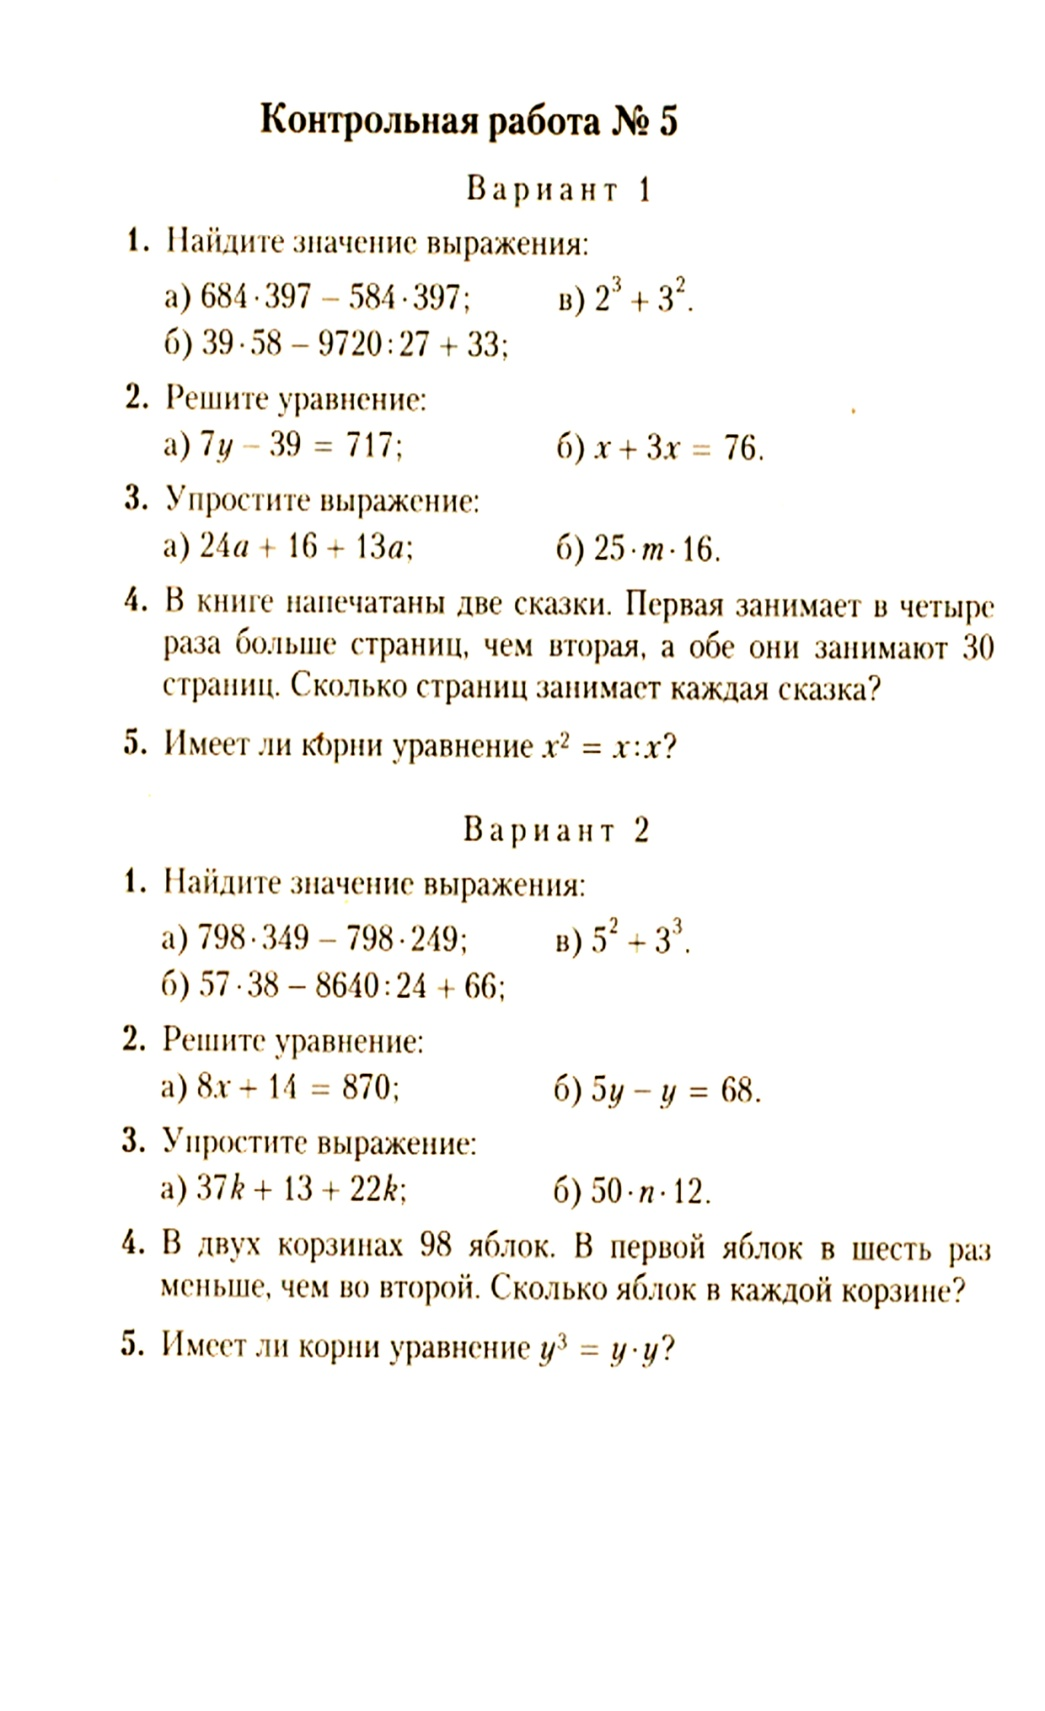 Контрольная работа № 5
Вариант 1
1. Найдите значение выражения:
а) 684·397 – 584·397; в) 2³ + 3².
б) 39·58 – 9720:27 + 33;
2. Решите уравнение:
а) 7y – 39 = 717; б) x + 3x = 76.
3. Упростите выражение:
а) 24a + 16 + 13a; б) 25·m·16.
4. В книге напечатаны две сказки. Первая занимает в четыре
раза больше страниц, чем вторая, а обе они занимают 30
страниц. Сколько страниц занимает каждая сказка?
5. Имеет ли корни уравнение x² = x:x?
Вариант 2
1. Найдите значение выражения:
а) 798·349 – 798·249; в) 5² + 3³.
б) 57·38 – 8640:24 + 66;
2. Решите уравнение:
а) 8x + 14 = 870; б) 5y – y = 68.
3. Упростите выражение:
а) 37k + 13 + 22k; б) 50·n·12.
4. В двух корзинах 98 яблок. В первой яблок в шесть раз
меньше, чем во второй. Сколько яблок в каждой корзине?
5. Имеет ли корни уравнение y³ = y·y?